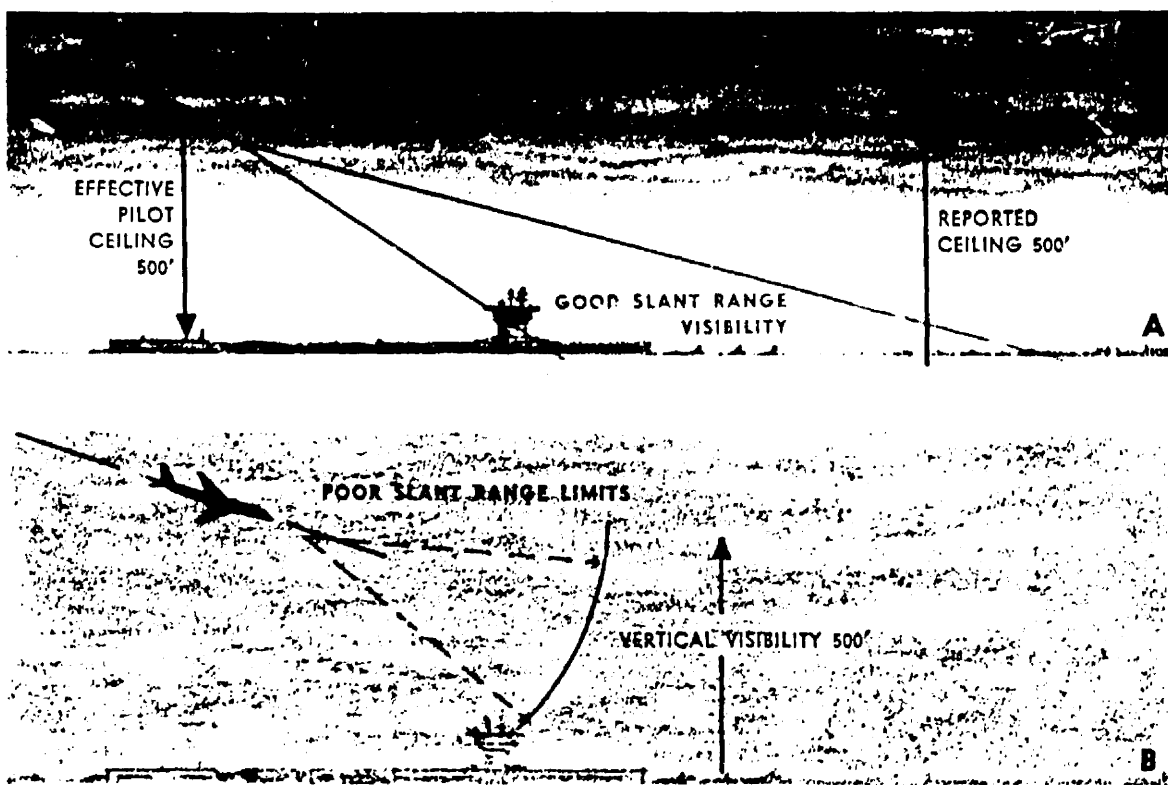 EFFECTIVE
PILOT
CEILING
500'
REPORTED
CEILING 500'
GOOD SLANT RANGE
VISIBILITY
A
POOR SLANT RANGE LIMITS
VERTICAL VISIBILITY 500'
B